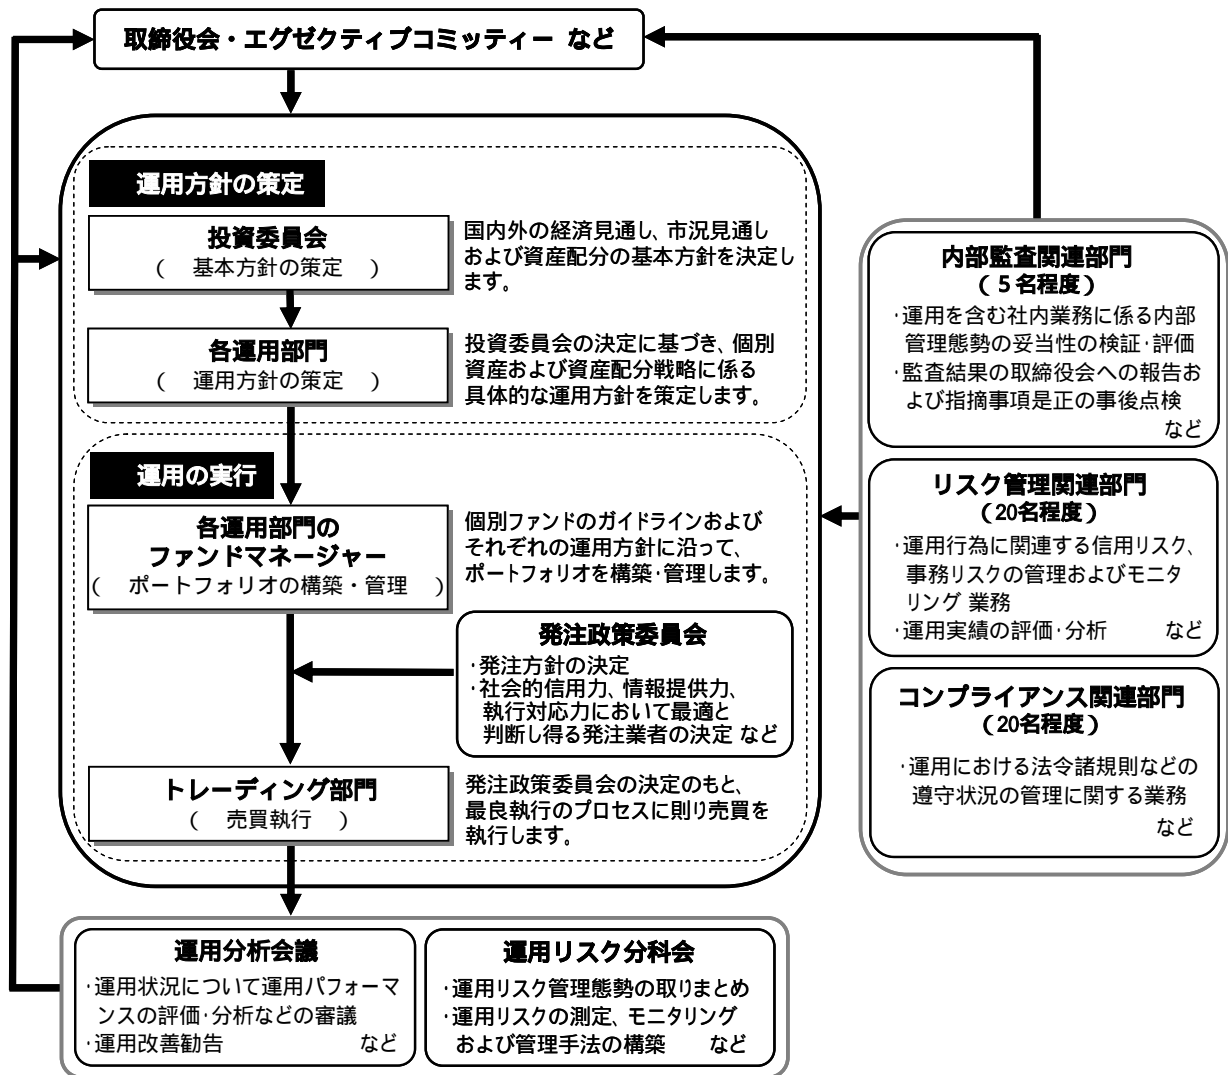 取締役会・エグゼクティブコミッティー など
運用方針の策定
投資委員会
( 基本方針の策定 )
国内外の経済見通し、市況見通し
および資産配分の基本方針を決定し
ます。
各運用部門
( 運用方針の策定 )
投資委員会の決定に基づき、個別
資産および資産配分戦略に係る
具体的な運用方針を策定します。
運用の実行
各運用部門の
ファンドマネージャー
( ポートフォリオの構築・管理 )
個別ファンドのガイドラインおよび
それぞれの運用方針に沿って、
ポートフォリオを構築・管理します。
発注政策委員会
・発注方針の決定
・社会的信用力、情報提供力、
執行対応力において最適と
判断し得る発注業者の決定 など
トレーディング部門
( 売買執行 )
発注政策委員会の決定のもと、
最良執行のプロセスに則り売買を
執行します。
運用分析会議
・運用状況について運用パフォーマ
ンスの評価・分析などの審議
・運用改善勧告 など
運用リスク分科会
・運用リスク管理態勢の取りまとめ
・運用リスクの測定、モニタリング
および管理手法の構築 など
内部監査関連部門
(5名程度)
・運用を含む社内業務に係る内部
管理態勢の妥当性の検証・評価
・監査結果の取締役会への報告お
よび指摘事項是正の事後点検
など
リスク管理関連部門
(20名程度)
・運用行為に関連する信用リスク、
事務リスクの管理およびモニタ
リング 業務
・運用実績の評価・分析 など
コンプライアンス関連部門
(20名程度)
・運用における法令諸規則などの
遵守状況の管理に関する業務
など